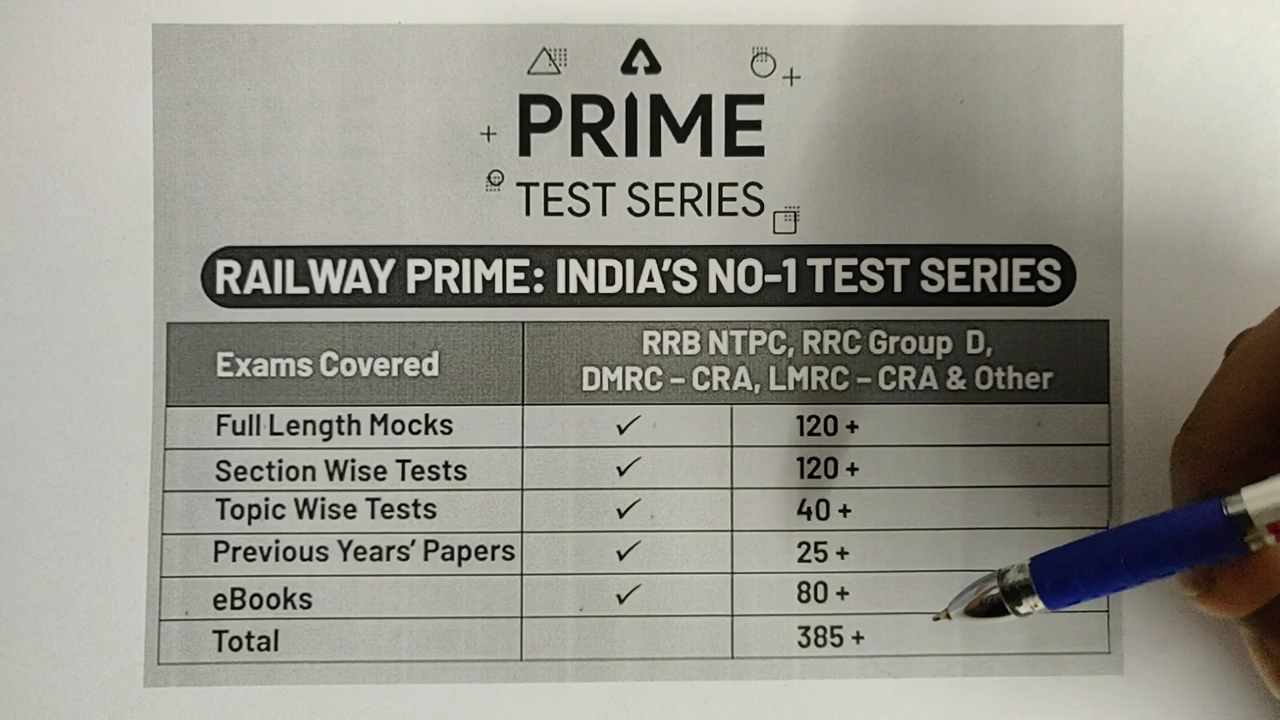 PRIME
TEST SERIES
RAILWAY PRIME: INDIA'S NO-1 TEST SERIES
Exams Covered
RRB NTPC, RRC Group D,
DMRC – CRA, LMRC – CRA & Other
Full Length Mocks ✓ 120 +
Section Wise Tests ✓ 120 +
Topic Wise Tests ✓ 40 +
Previous Years' Papers ✓ 25 +
eBooks ✓ 80 +
Total 385 +